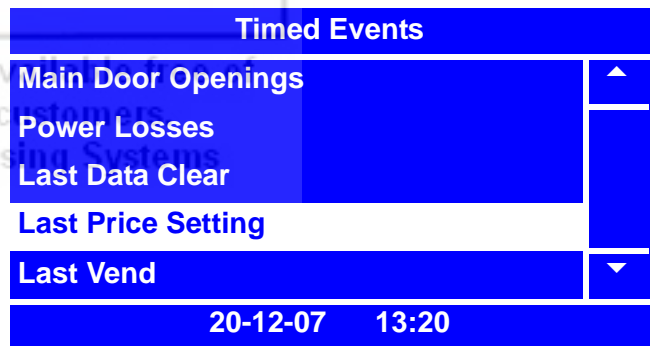 Timed Events
Main Door Openings
Power Losses
Last Data Clear
Last Price Setting
Last Vend
20-12-07 13:20